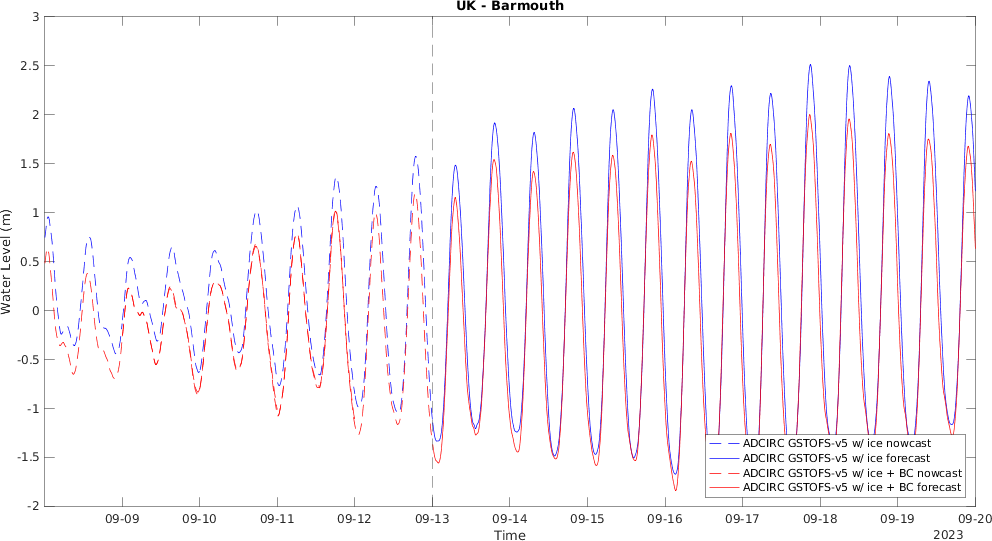 UK - Barmouth
3
2.5
2
1.5
1
0.5
0
-0.5
-1
-1.5
-2
Water Level (m)
ADCIRC GSTOFS-v5 w/ ice nowcast
ADCIRC GSTOFS-v5 w/ ice forecast
ADCIRC GSTOFS-v5 w/ ice + BC nowcast
ADCIRC GSTOFS-v5 w/ ice + BC forecast
09-09 09-10 09-11 09-12 09-13 09-14 09-15 09-16 09-17 09-18 09-19 09-20
Time
2023